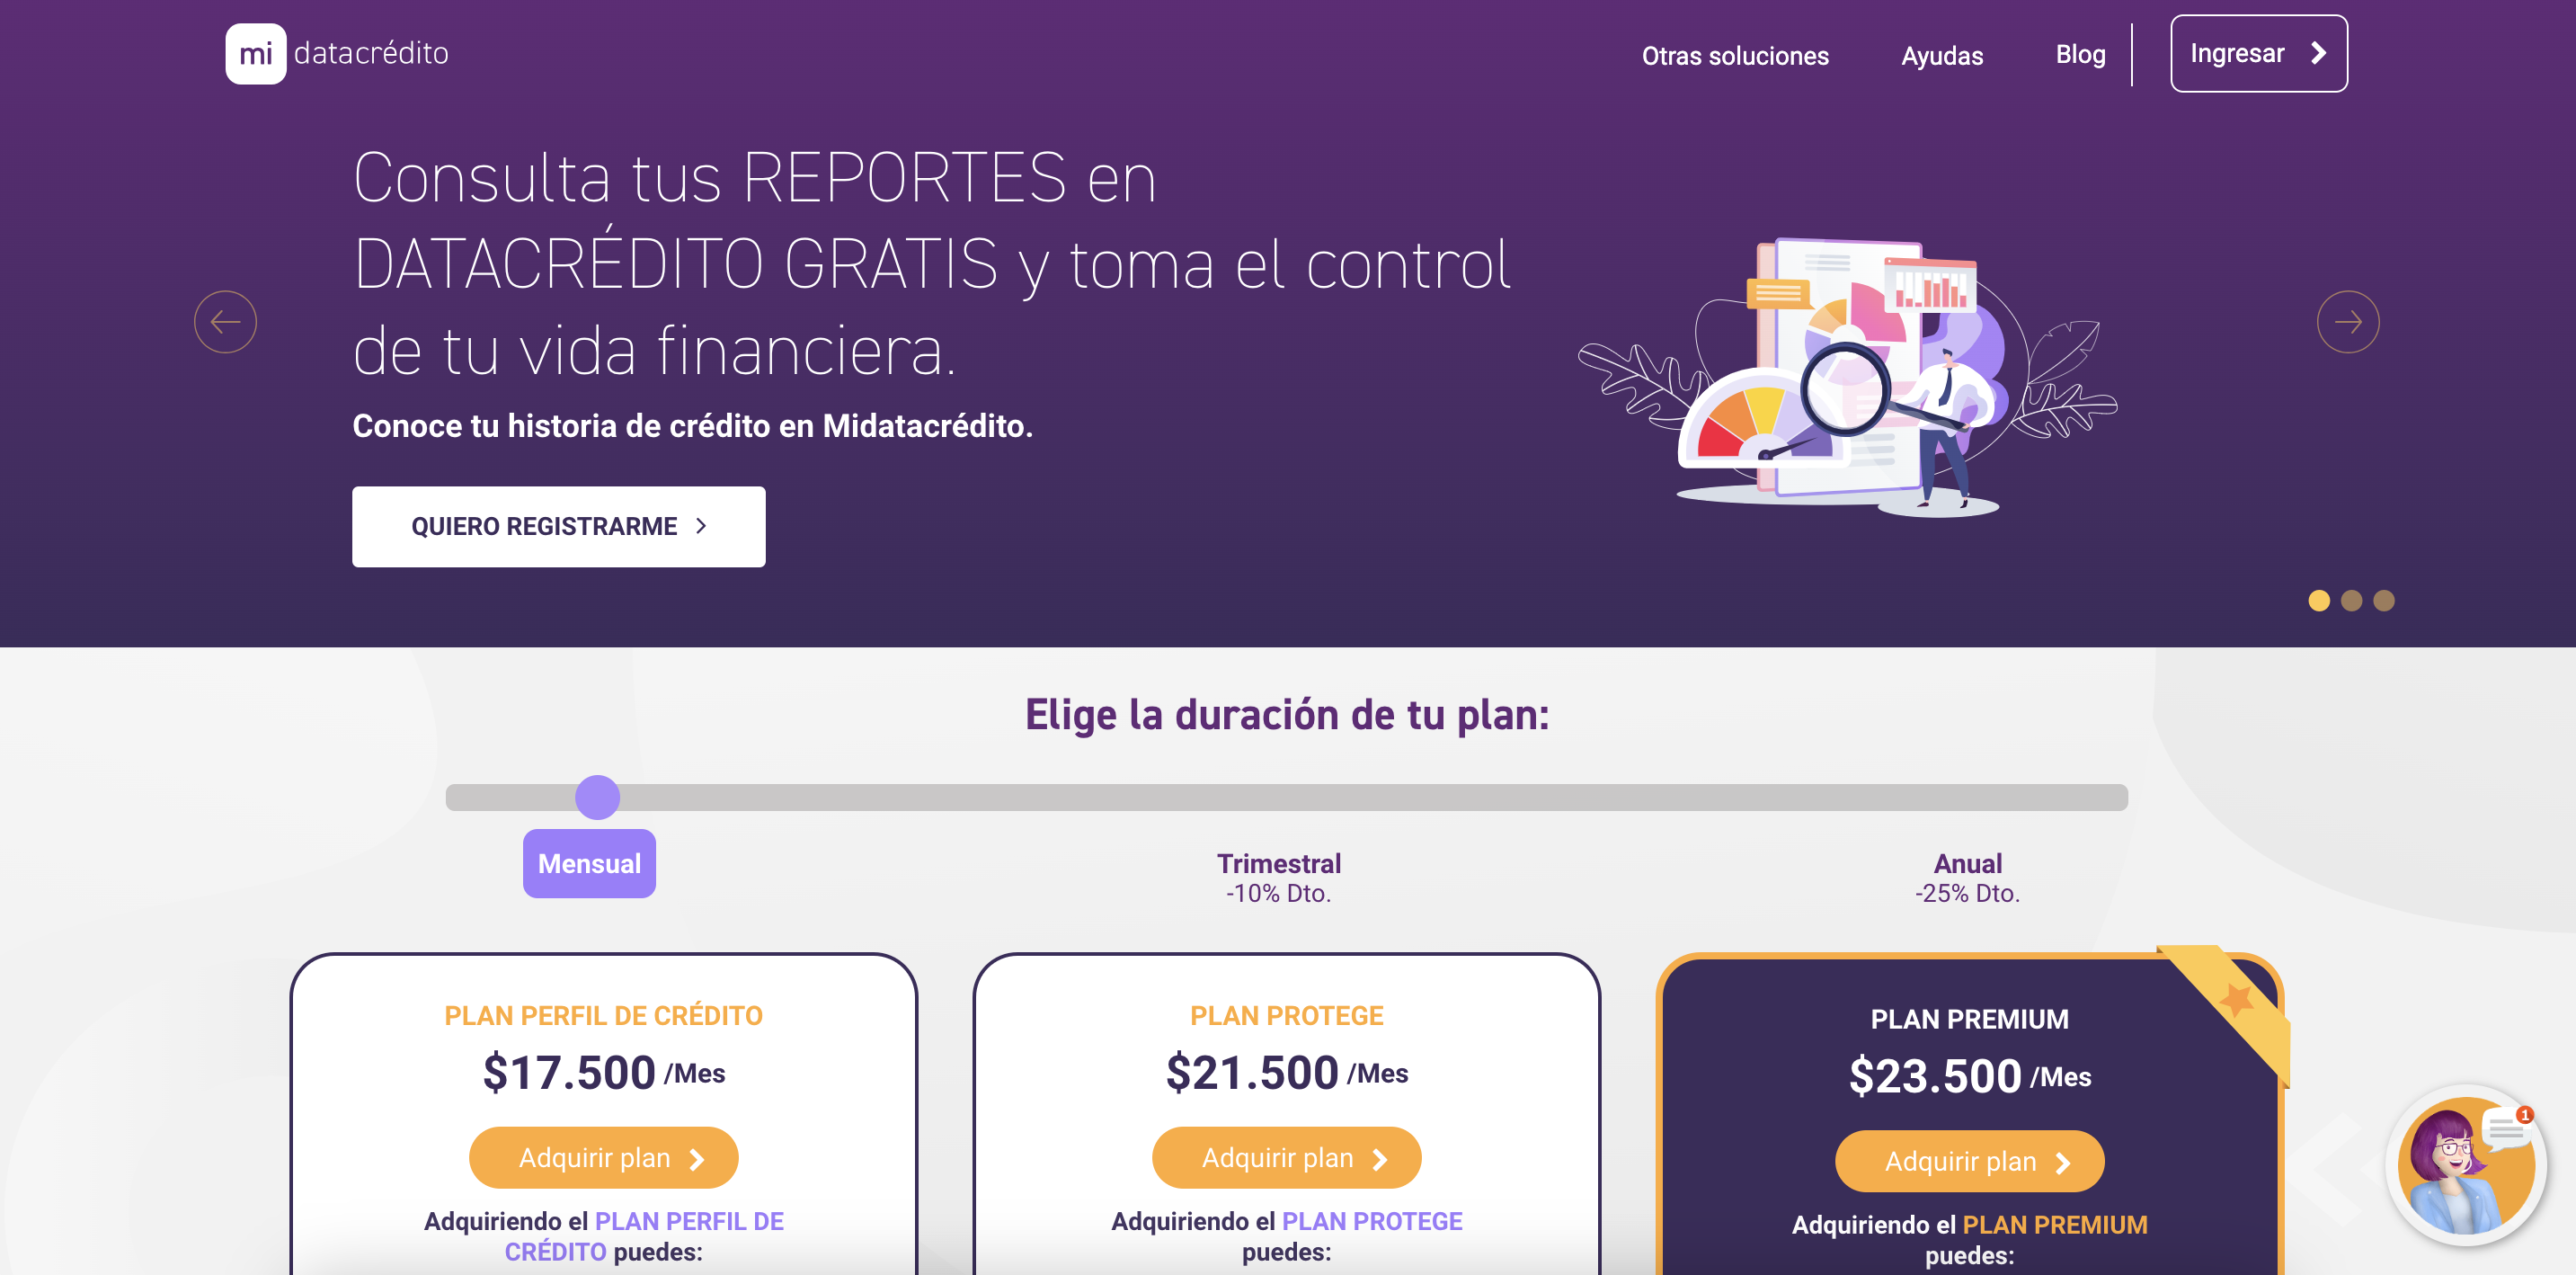 mi datacrédito
Otras soluciones
Ayudas
Blog
Ingresar
Consulta tus REPORTES en
DATACRÉDITO GRATIS y toma el control
de tu vida financiera.
Conoce tu historia de crédito en Midatacrédito.
QUIERO REGISTRARME
Elige la duración de tu plan:
Mensual
Trimestral
-10% Dto.
Anual
-25% Dto.
PLAN PERFIL DE CRÉDITO
$17.500 /Mes
Adquirir plan
Adquiriendo el PLAN PERFIL DE
CRÉDITO puedes:
PLAN PROTEGE
$21.500 /Mes
Adquirir plan
Adquiriendo el PLAN PROTEGE
puedes:
PLAN PREMIUM
$23.500 /Mes
Adquirir plan
Adquiriendo el PLAN PREMIUM
puedes:
1